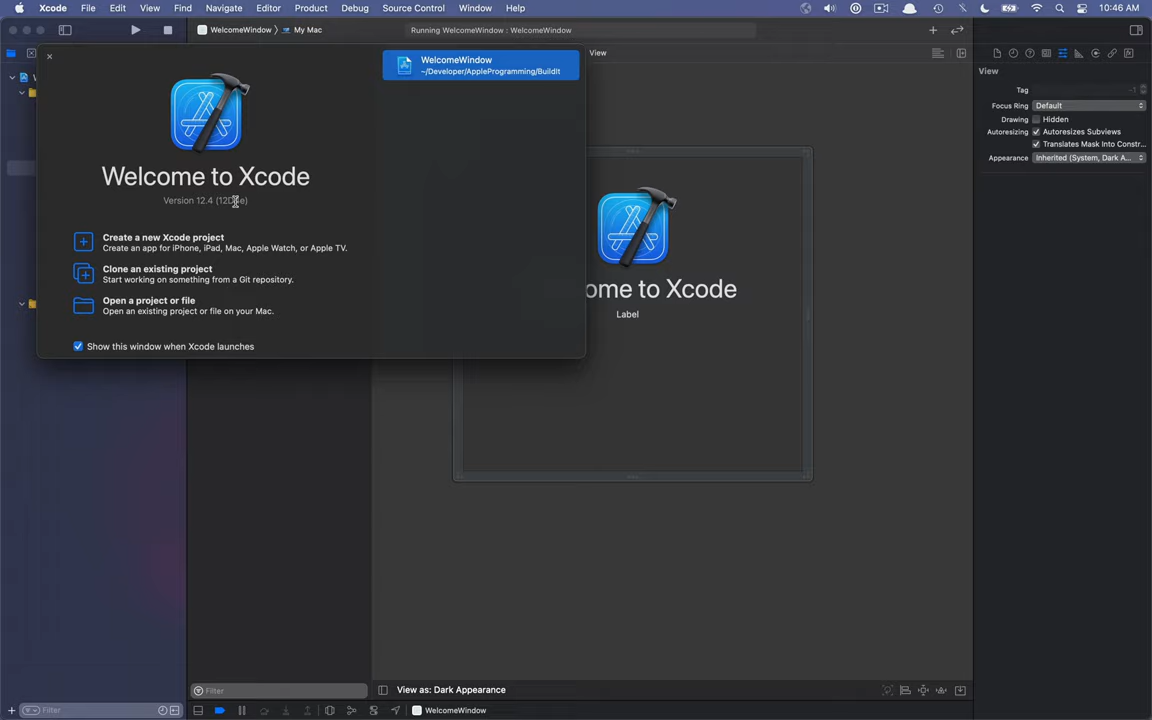 Xcode File Edit View Find Navigate Editor Product Debug Source Control Window Help 10:46 AM
WelcomeWindow My Mac Running WelcomeWindow : WelcomeWindow
View
WelcomeWindow
~/Developer/AppleProgramming/BuildIt
Welcome to Xcode
Version 12.4
Create a new Xcode project
Create an app for iPhone, iPad, Mac, Apple Watch, or Apple TV.
Clone an existing project
Start working on something from a Git repository.
Open a project or file
Open an existing project or file on your Mac.
Show this window when Xcode launches
to Xcode
Label
View
Tag -1
Focus Ring Default
Drawing Hidden
Autoresizing Autoresizes Subviews
Translates Mask Into Constr...
Appearance Inherited (System, Dark A...
Filter
View as: Dark Appearance
Filter
WelcomeWindow